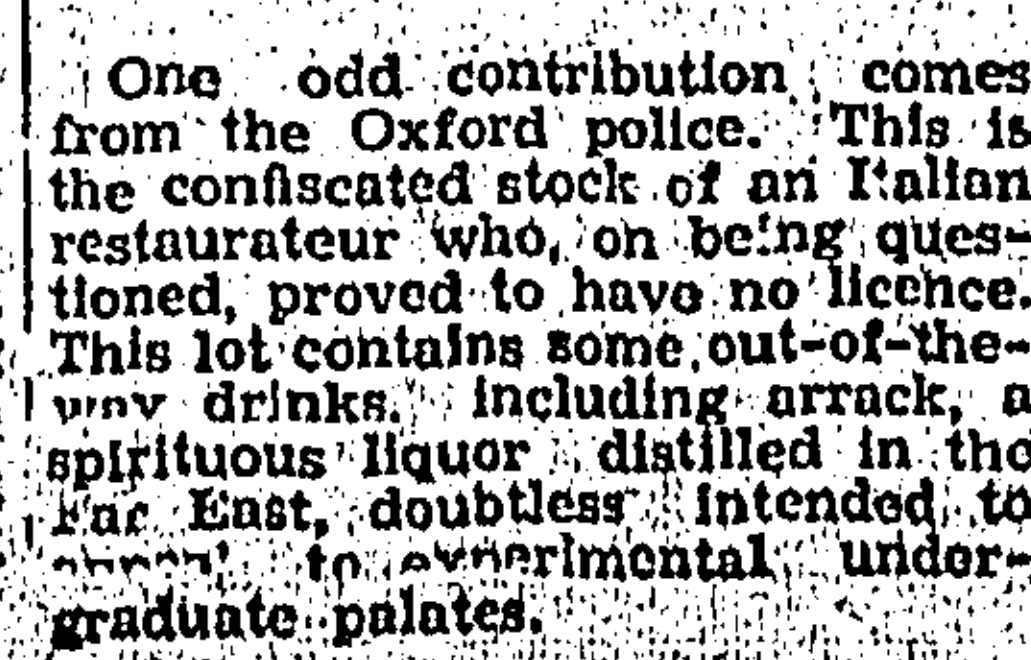 One odd contribution comes
from the Oxford police. This is
the confiscated stock of an Italian
restaurateur who, on being ques-
tioned, proved to have no licence.
This lot contains some out-of-the-
way drinks, including arrack, a
spirituous liquor distilled in the
Far East, doubtless intended to
to experimental under-
graduate palates.